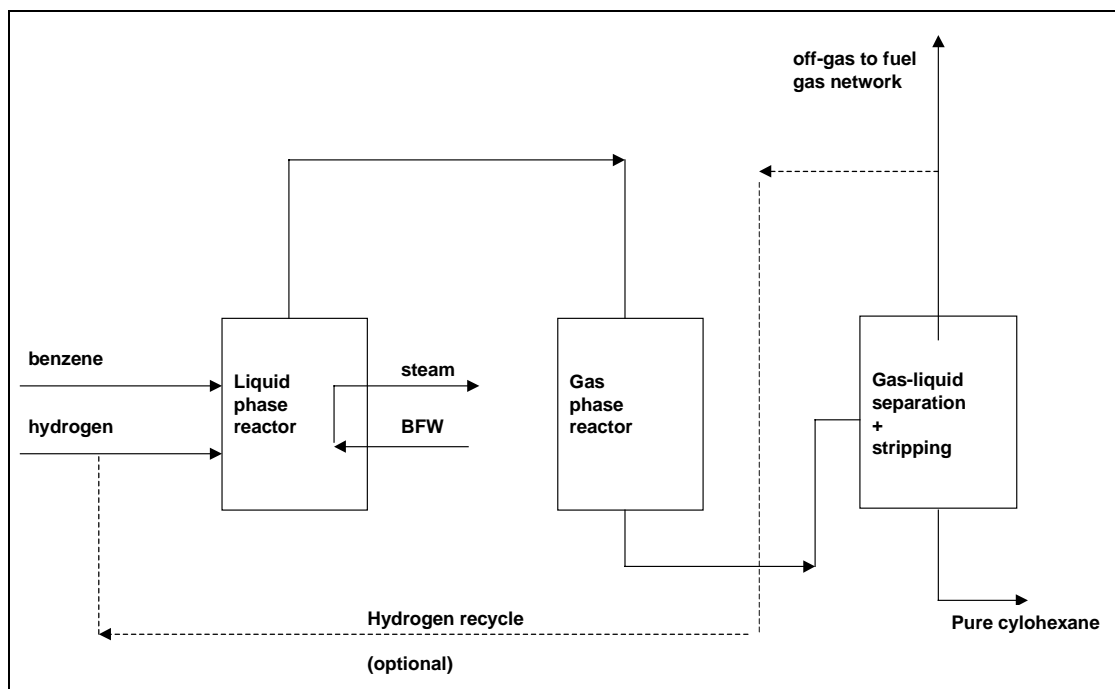 off-gas to fuel
gas network
benzene
hydrogen
Liquid
phase
reactor
steam
BFW
Gas
phase
reactor
Gas-liquid
separation
+
stripping
Hydrogen recycle
(optional)
Pure cylohexane